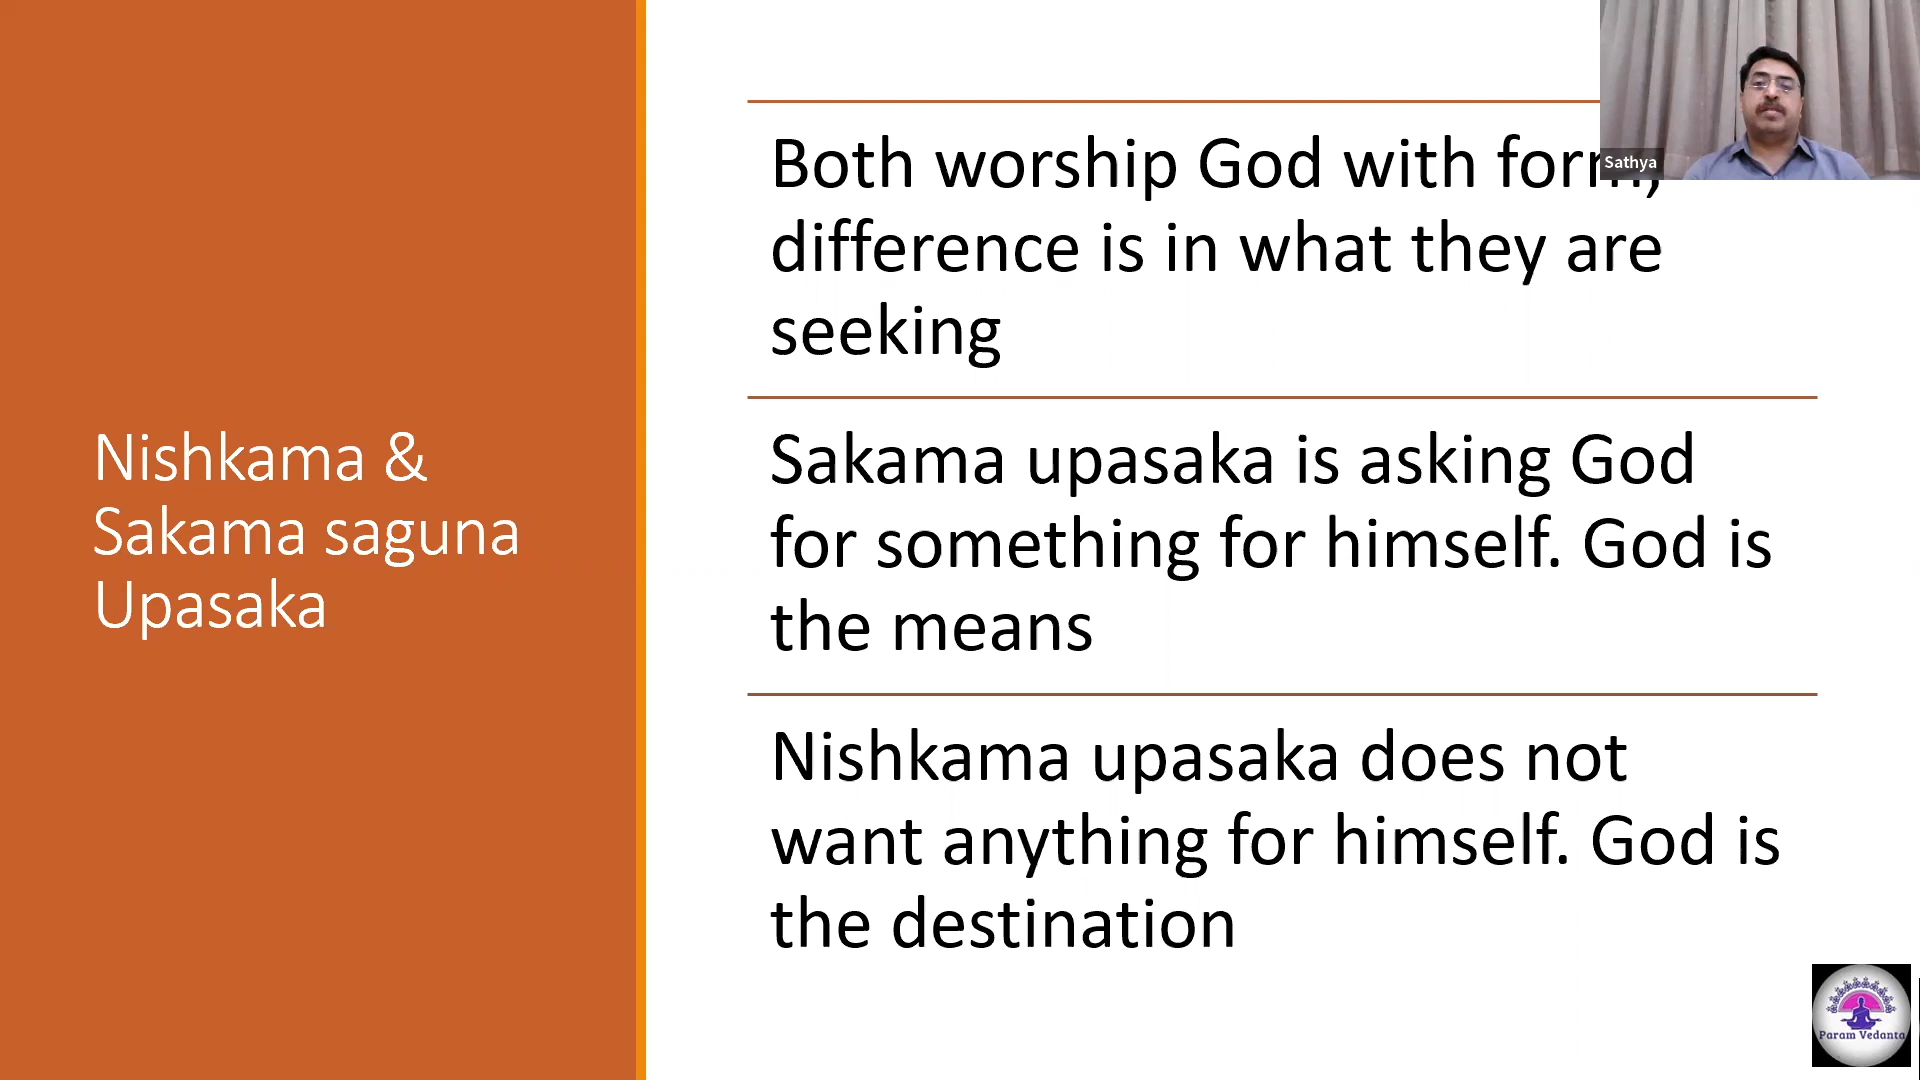 Nishkama &
Sakama saguna
Upasaka
Both worship God with form,
difference is in what they are
seeking
Sakama upasaka is asking God
for something for himself. God is
the means
Nishkama upasaka does not
want anything for himself. God is
the destination
Sathya
Param Vedanta